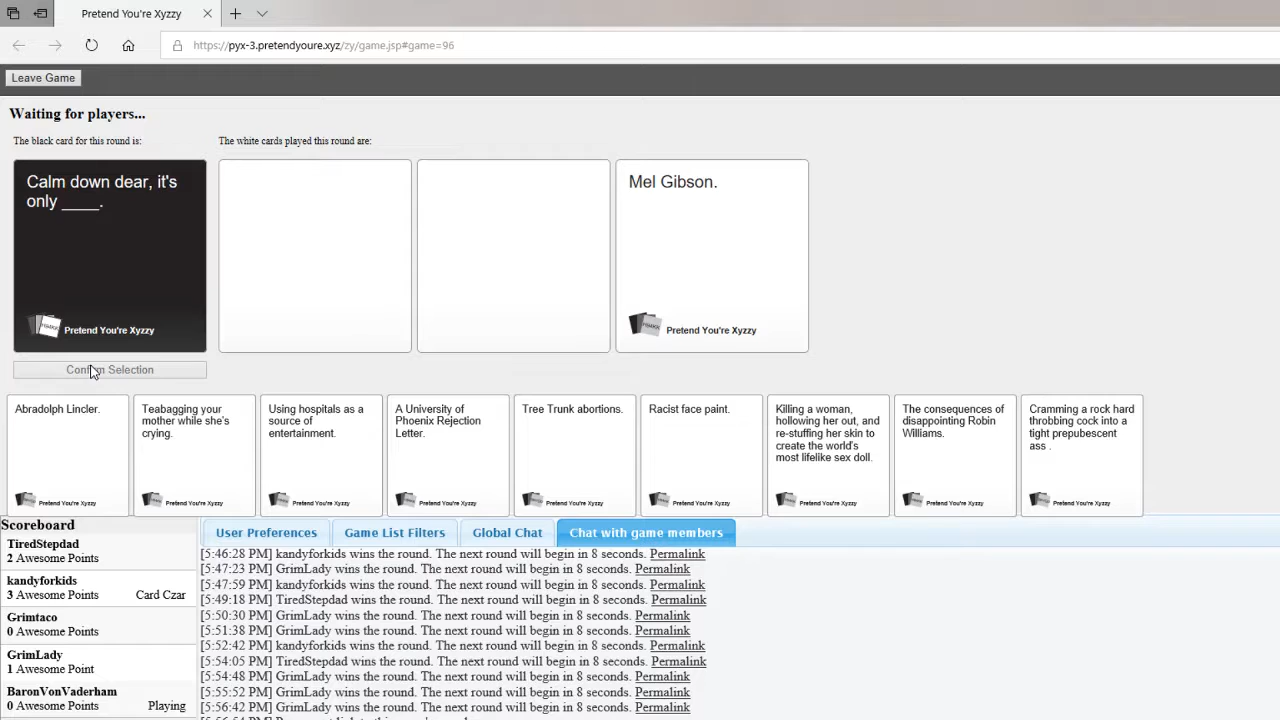 Pretend You're Xyzzy
https://pyx-3.pretendyoure.xyz/zy/game.jsp#game=96
Leave Game
Waiting for players...
The black card for this round is:
The white cards played this round are:
Calm down dear, it's
only ____.
Pretend You're Xyzzy
Mel Gibson.
Pretend You're Xyzzy
Confirm Selection
Abradolph Lincler.
Pretend You're Xyzzy
Teabagging your
mother while she's
crying.
Pretend You're Xyzzy
Using hospitals as a
source of
entertainment.
Pretend You're Xyzzy
A University of
Phoenix Rejection
Letter.
Pretend You're Xyzzy
Tree Trunk abortions.
Pretend You're Xyzzy
Racist face paint.
Pretend You're Xyzzy
Killing a woman,
hollowing her out, and
re-stuffing her skin to
create the world's
most lifelike sex doll.
Pretend You're Xyzzy
The consequences of
disappointing Robin
Williams.
Pretend You're Xyzzy
Cramming a rock hard
throbbing cock into a
tight prepubescent
ass .
Pretend You're Xyzzy
Scoreboard
TiredStepdad
2 Awesome Points
kandyforkids
3 Awesome Points Card Czar
Grimtaco
0 Awesome Points
GrimLady
1 Awesome Point
BaronVonVaderham
0 Awesome Points Playing
User Preferences
Game List Filters
Global Chat
Chat with game members
[5:46:28 PM] kandyforkids wins the round. The next round will begin in 8 seconds. Permalink
[5:47:23 PM] GrimLady wins the round. The next round will begin in 8 seconds. Permalink
[5:47:59 PM] kandyforkids wins the round. The next round will begin in 8 seconds. Permalink
[5:49:18 PM] TiredStepdad wins the round. The next round will begin in 8 seconds. Permalink
[5:50:30 PM] GrimLady wins the round. The next round will begin in 8 seconds. Permalink
[5:51:38 PM] GrimLady wins the round. The next round will begin in 8 seconds. Permalink
[5:52:42 PM] kandyforkids wins the round. The next round will begin in 8 seconds. Permalink
[5:54:05 PM] TiredStepdad wins the round. The next round will begin in 8 seconds. Permalink
[5:54:48 PM] GrimLady wins the round. The next round will begin in 8 seconds. Permalink
[5:55:52 PM] GrimLady wins the round. The next round will begin in 8 seconds. Permalink
[5:56:42 PM] GrimLady wins the round. The next round will begin in 8 seconds. Permalink